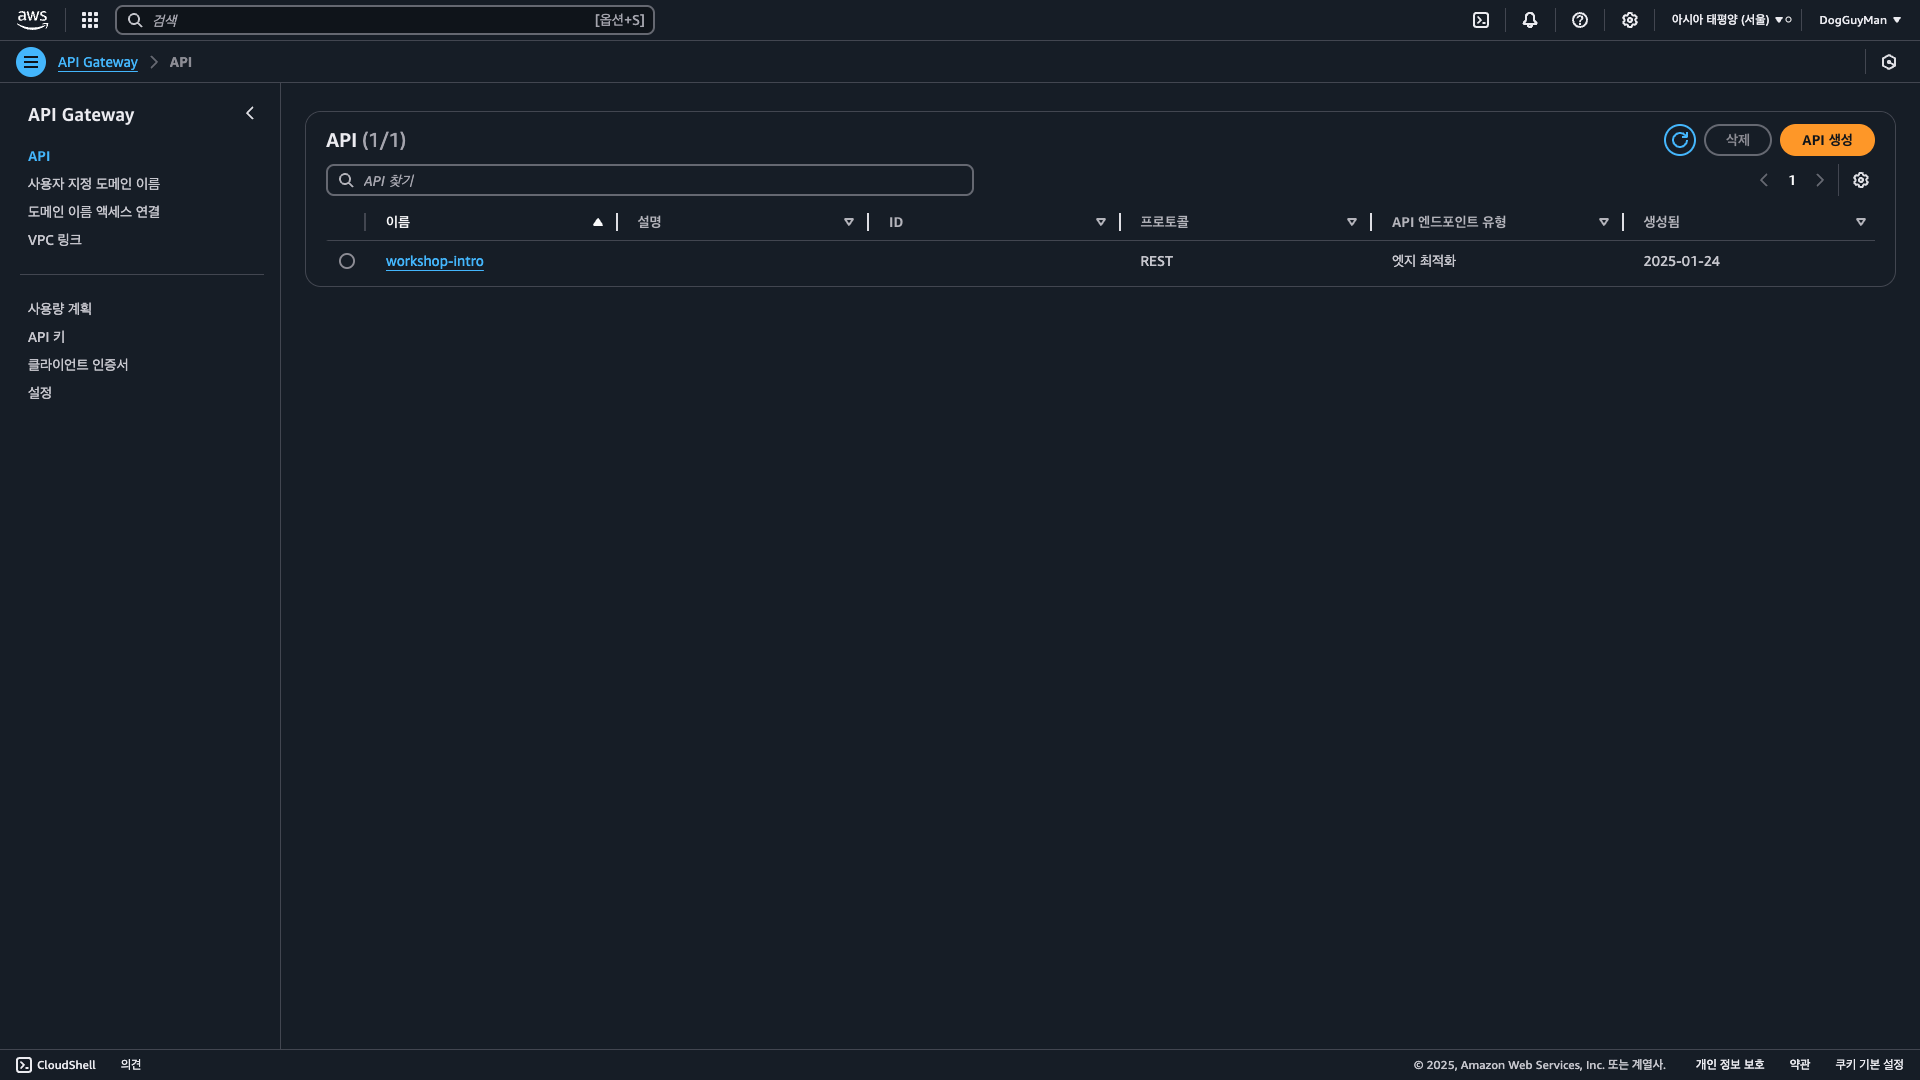 aws
검색
[옵션+S]
아시아 태평양 (서울)
DogGuyMan
API Gateway
API
API Gateway
API
사용자 지정 도메인 이름
도메인 이름 액세스 연결
VPC 링크
사용량 계획
API 키
클라이언트 인증서
설정
API (1/1)
삭제
API 생성
API 찾기
1
이름
설명
ID
프로토콜
API 엔드포인트 유형
생성됨
workshop-intro
REST
엣지 최적화
2025-01-24
CloudShell
의견
© 2025, Amazon Web Services, Inc. 또는 계열사.
개인 정보 보호
약관
쿠키 기본 설정